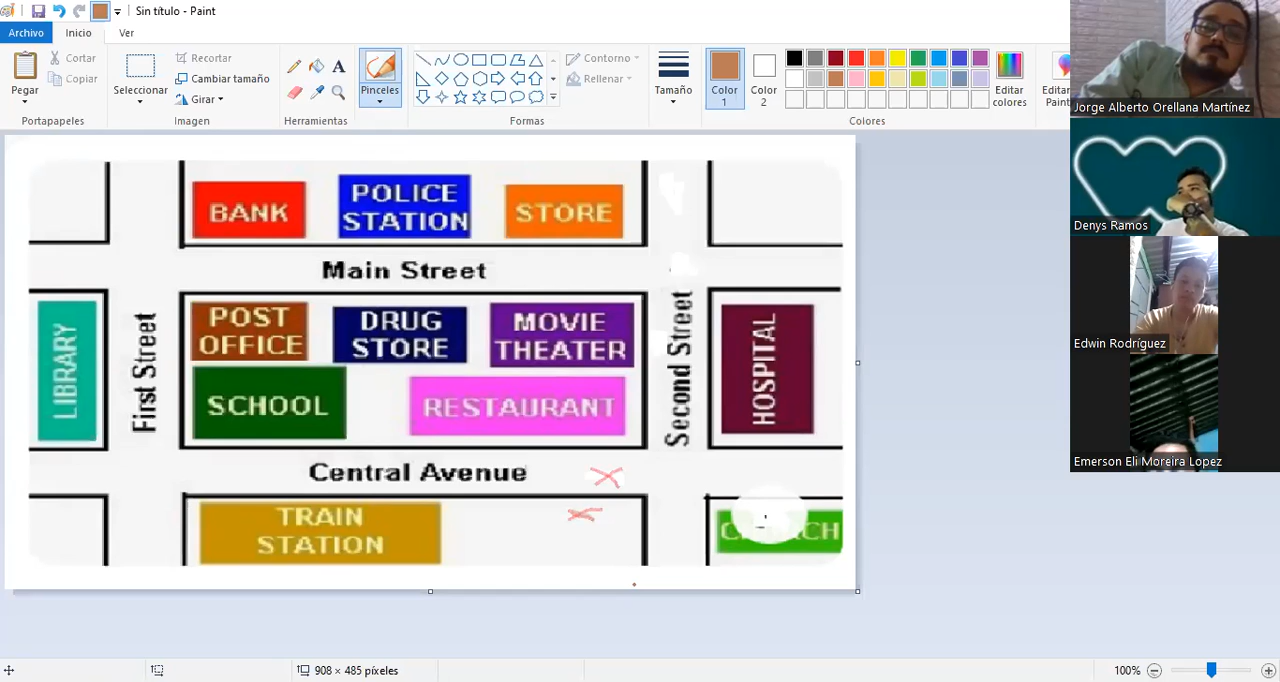 Sin título - Paint
Archivo
Inicio
Ver
Pegar
Cortar
Copiar
Portapapeles
Seleccionar
Recortar
Cambiar tamaño
Girar
Imagen
A
Herramientas
Pinceles
Contorno
Rellenar
Formas
Tamaño
Color
1
Color
2
Editar
colores
Colores
Editar
Paint
BANK
POLICE
STATION
STORE
Main Street
LIBRARY
First Street
POST
OFFICE
DRUG
STORE
MOVIE
THEATER
SCHOOL
RESTAURANT
Second Street
HOSPITAL
Central Avenue
TRAIN
STATION
908 × 485 píxeles
100%
Jorge Alberto Orellana Martínez
Denys Ramos
Edwin Rodríguez
Emerson Eli Moreira Lopez